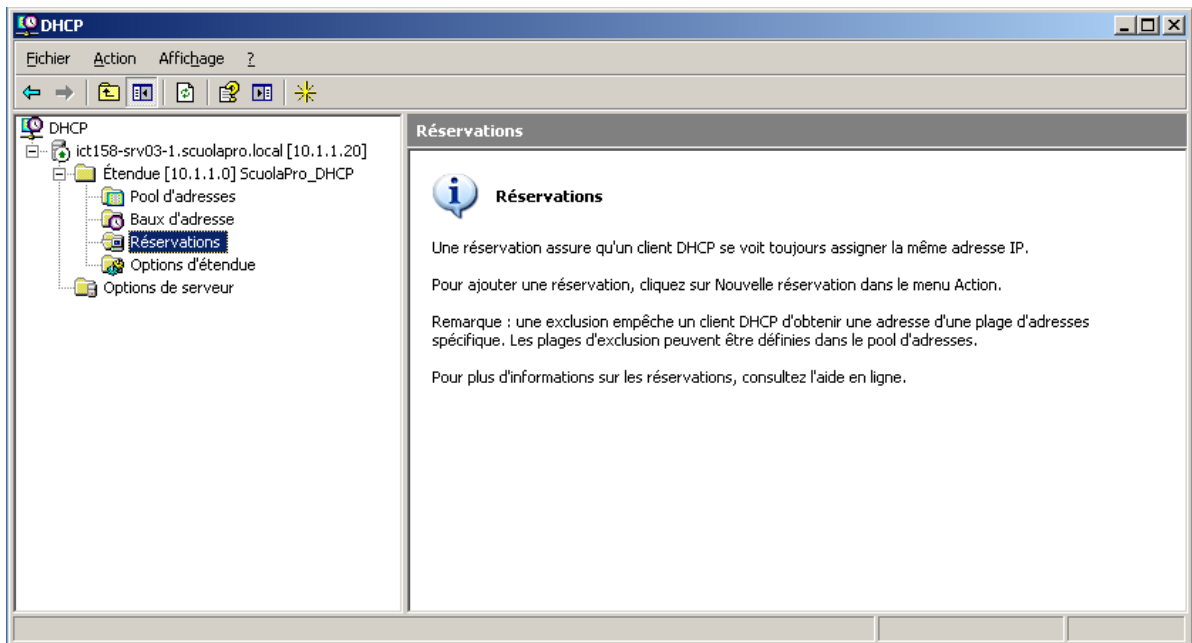 DHCP
Fichier Action Affichage ?
DHCP
ict158-srv03-1.scuolapro.local [10.1.1.20]
Étendue [10.1.1.0] ScuolaPro_DHCP
Pool d'adresses
Baux d'adresse
Réservations
Options d'étendue
Options de serveur
Réservations
Réservations
Une réservation assure qu'un client DHCP se voit toujours assigner la même adresse IP.
Pour ajouter une réservation, cliquez sur Nouvelle réservation dans le menu Action.
Remarque : une exclusion empêche un client DHCP d'obtenir une adresse d'une plage d'adresses
spécifique. Les plages d'exclusion peuvent être définies dans le pool d'adresses.
Pour plus d'informations sur les réservations, consultez l'aide en ligne.